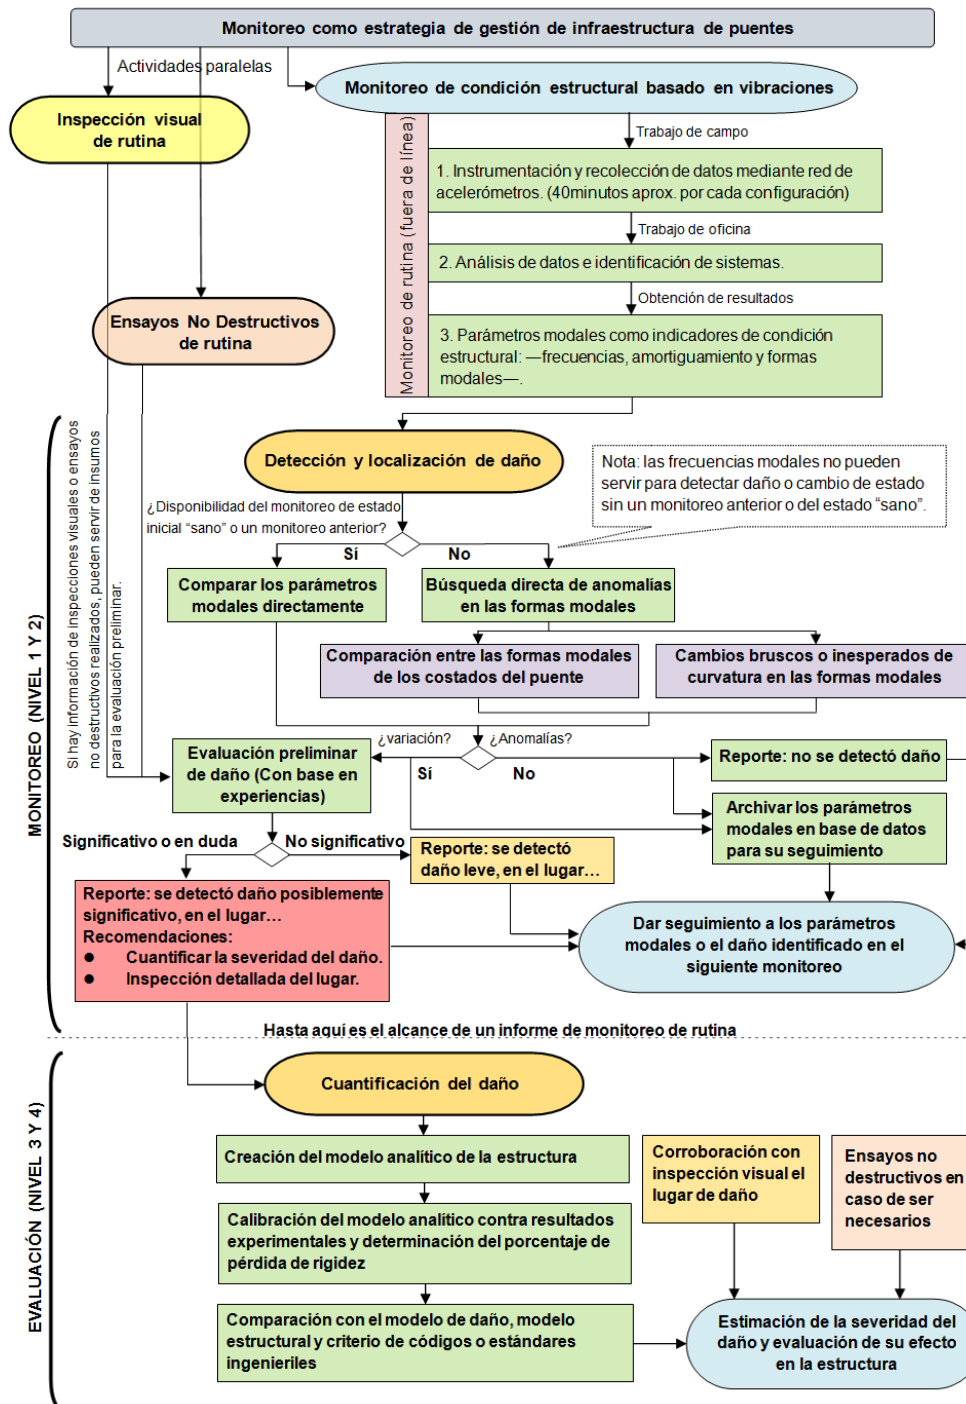 Monitoreo como estrategia de gestión de infraestructura de puentes
Actividades paralelas
Inspección visual
de rutina
Monitoreo de condición estructural basado en vibraciones
Trabajo de campo
Monitoreo de rutina (fuera de línea)
1. Instrumentación y recolección de datos mediante red de
acelerómetros. (40minutos aprox. por cada configuración)
Trabajo de oficina
2. Análisis de datos e identificación de sistemas.
Obtención de resultados
Ensayos No Destructivos
de rutina
3. Parámetros modales como indicadores de condición
estructural: —frecuencias, amortiguamiento y formas
modales—.
MONITOREO (NIVEL 1 Y 2)
Si hay información de inspecciones visuales o ensayos
no destructivos realizados, pueden servir de insumos
para la evaluación preliminar.
Detección y localización de daño
Nota: las frecuencias modales no pueden
servir para detectar daño o cambio de estado
sin un monitoreo anterior o del estado “sano”.
¿Disponibilidad del monitoreo de estado
inicial “sano” o un monitoreo anterior?
Sí
No
Comparar los parámetros
modales directamente
Búsqueda directa de anomalías
en las formas modales
Comparación entre las formas modales
de los costados del puente
Cambios bruscos o inesperados de
curvatura en las formas modales
¿variación?
¿Anomalías?
Sí
No
Evaluación preliminar
de daño (Con base en
experiencias)
Reporte: no se detectó daño
Archivar los parámetros
modales en base de datos
para su seguimiento
Significativo o en duda
No significativo
Reporte: se detectó
daño leve, en el lugar…
Reporte: se detectó daño posiblemente
significativo, en el lugar…
Recomendaciones:
● Cuantificar la severidad del daño.
● Inspección detallada del lugar.
Dar seguimiento a los parámetros
modales o el daño identificado en el
siguiente monitoreo
Hasta aquí es el alcance de un informe de monitoreo de rutina
EVALUACIÓN (NIVEL 3 Y 4)
Cuantificación del daño
Creación del modelo analítico de la estructura
Corroboración con
inspección visual el
lugar de daño
Ensayos no
destructivos en
caso de ser
necesarios
Calibración del modelo analítico contra resultados
experimentales y determinación del porcentaje de
pérdida de rigidez
Comparación con el modelo de daño, modelo
estructural y criterio de códigos o estándares
ingenieriles
Estimación de la severidad del
daño y evaluación de su efecto
en la estructura